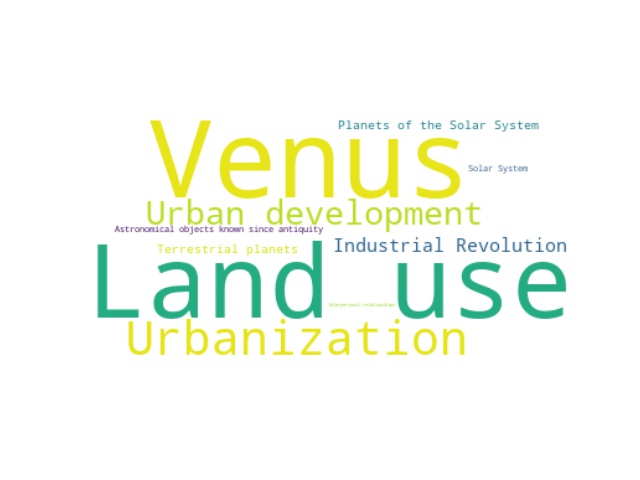 Venus
Planets of the Solar System
Solar System
Urban development
Astronomical objects known since antiquity
Industrial Revolution
Terrestrial planets
Land use
Interpersonal relationships
Urbanization